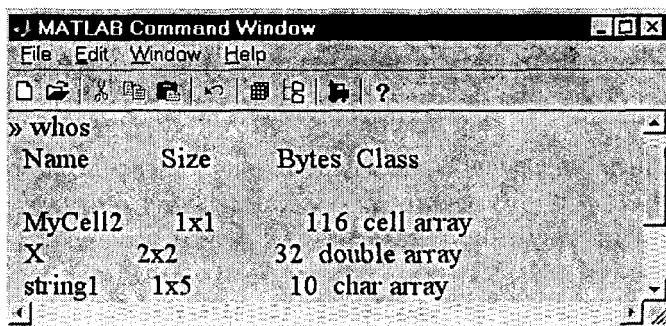 MATLAB Command Window
File Edit Window Help
?
» whos
Name Size Bytes Class
MyCell2 1x1 116 cell array
X 2x2 32 double array
string1 1x5 10 char array